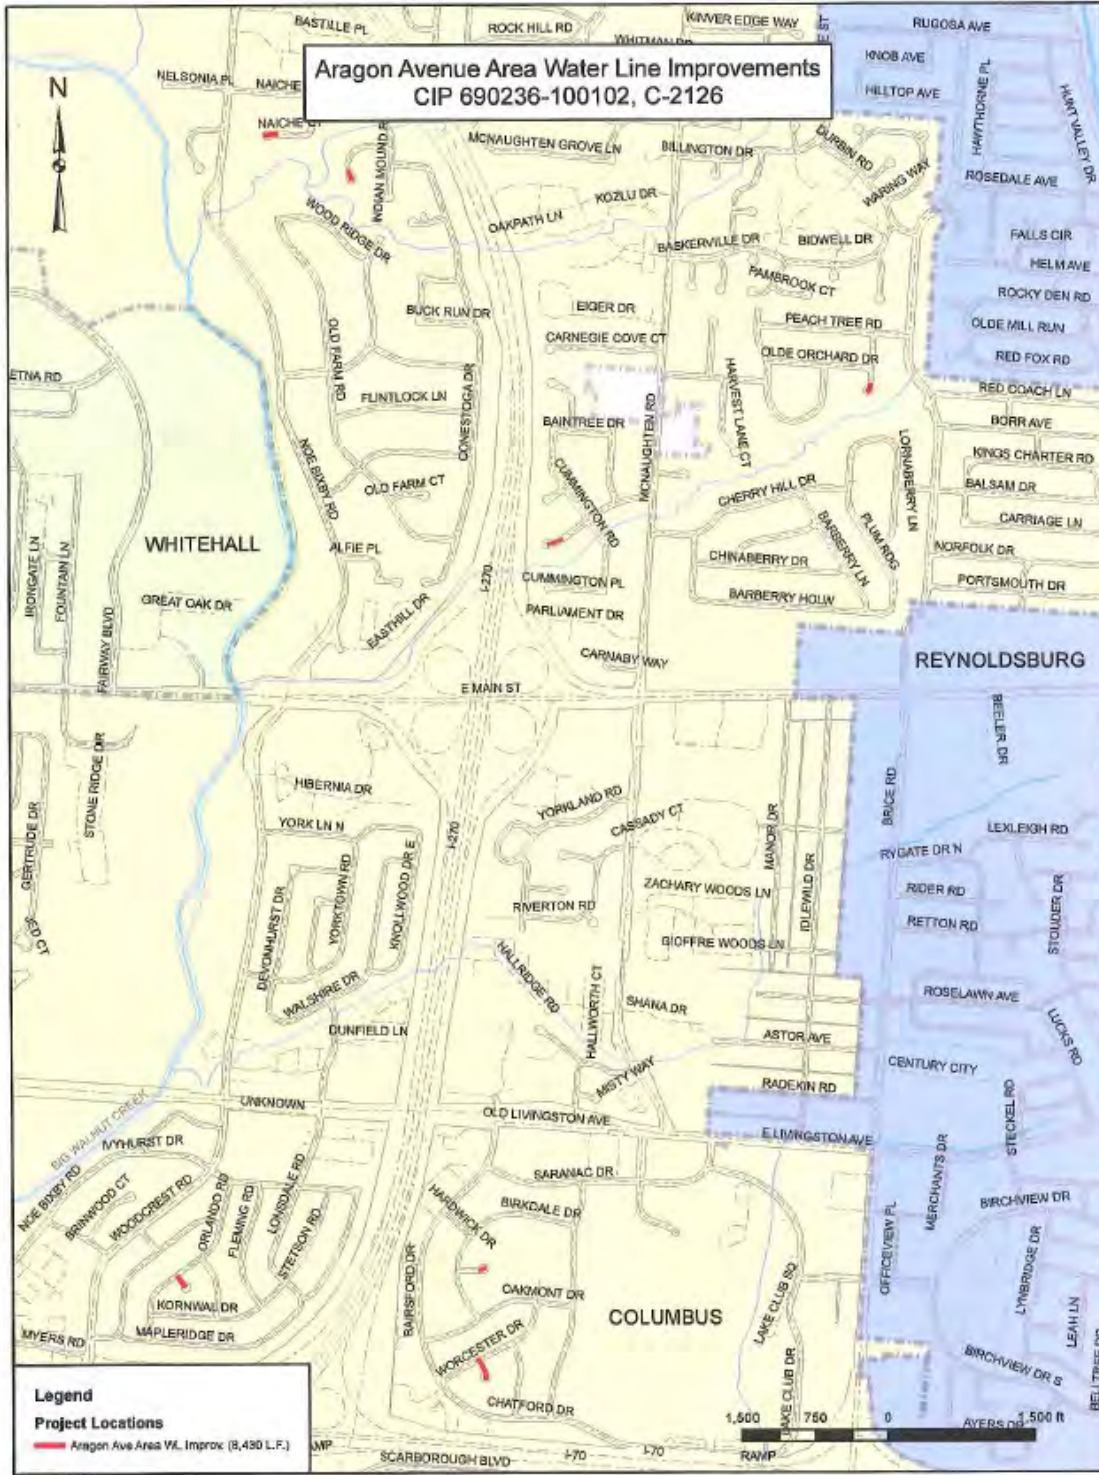 BASTILLE PL
ROCK HILL RD
KINVER EDGE WAY
RUGOSA AVE
Aragon Avenue Area Water Line Improvements
CIP 690236-100102, C-2126
N
KNOB AVE
NELSONIA PL
HILLTOP AVE
HAWTHORNE PL
HUNT VALLEY DR
MCNAUGHTEN GROVE LN
BILLINGTON DR
DURBIN RD
WARING WAY
ROSEDALE AVE
KOZLU DR
WOOD RIDGE DR
OAKPATH LN
BASKERVILLE DR
BIDWELL DR
FALLS CIR
HELM AVE
PAMBROOK CT
ROCKY DEN RD
BUCK RUN DR
EIGER DR
PEACH TREE RD
OLDE MILL RUN
CARNEGIE COVE CT
OLD FARM RD
OLDE ORCHARD DR
RED FOX RD
ETNA RD
FLINTLOCK LN
CONESTOGA DR
HARVEST LANE CT
RED COACH LN
BAINTREE DR
MCNAUGHTEN RD
BORR AVE
NOE BIXBY RD
LORNABERRY LN
KINGS CHARTER RD
OLD FARM CT
CUMMINGTON RD
CHERRY HILL DR
BALSAM DR
CARRIAGE LN
WHITEHALL
ALFIE PL
BARBERRY LN
PLUM RDG
NORFOLK DR
CHINABERRY DR
IRONGATE LN
FOUNTAIN LN
I-270
CUMMINGTON PL
PORTSMOUTH DR
GREAT OAK DR
BARBERRY HOLW
EASTHILL DR
PARLIAMENT DR
FAIRWAY BLVD
CARNABY WAY
REYNOLDSBURG
E MAIN ST
BEELER DR
STONE RIDGE DR
HIBERNIA DR
BRICE RD
GERTRUDE DR
YORKLAND RD
CASSADY CT
YORK LN N
I-270
MANOR DR
LEXLEIGH RD
RYGATE DR N
YORKTOWN RD
KNOLLWOOD DR E
ZACHARY WOODS LN
IDLEWILD DR
RIDER RD
JED CT
DEVONHURST DR
RIVERTON RD
STOUDER DR
RETTON RD
GIOFFRE WOODS LN
HALLRIDGE RD
WALSHIRE DR
HALLWORTH CT
SHANA DR
ROSELAWN AVE
DUNFIELD LN
LUCKS RD
ASTOR AVE
CENTURY CITY
MISTY WAY
RADEKIN RD
UNKNOWN
OLD LIVINGSTON AVE
STECKEL RD
BIG WALNUT CREEK
IVYHURST DR
E LIVINGSTON AVE
MERCHANTS DR
NOE BIXBY RD
BRINWOOD CT
WOODCREST RD
ORLANDO RD
FLEMING RD
LONSDALE RD
STETSON RD
SARANAC DR
HARDWICK DR
BIRKDALE DR
OFFICEVIEW PL
BIRCHVIEW DR
BAIRSFORD DR
OAKMONT DR
LAKE CLUB SQ
LYNBRIDGE DR
KORNWAL DR
COLUMBUS
LEAH LN
MYERS RD
MAPLERIDGE DR
WORCESTER DR
BIRCHVIEW DR S
CHATFORD DR
LAKE CLUB DR
Legend
Project Locations
Aragon Ave Area WL. Improv. (8,430 L.F.)
1,500 750 0 1,500 ft
AYERS DR
SCARBOROUGH BLVD
I-70
I-70
RAMP